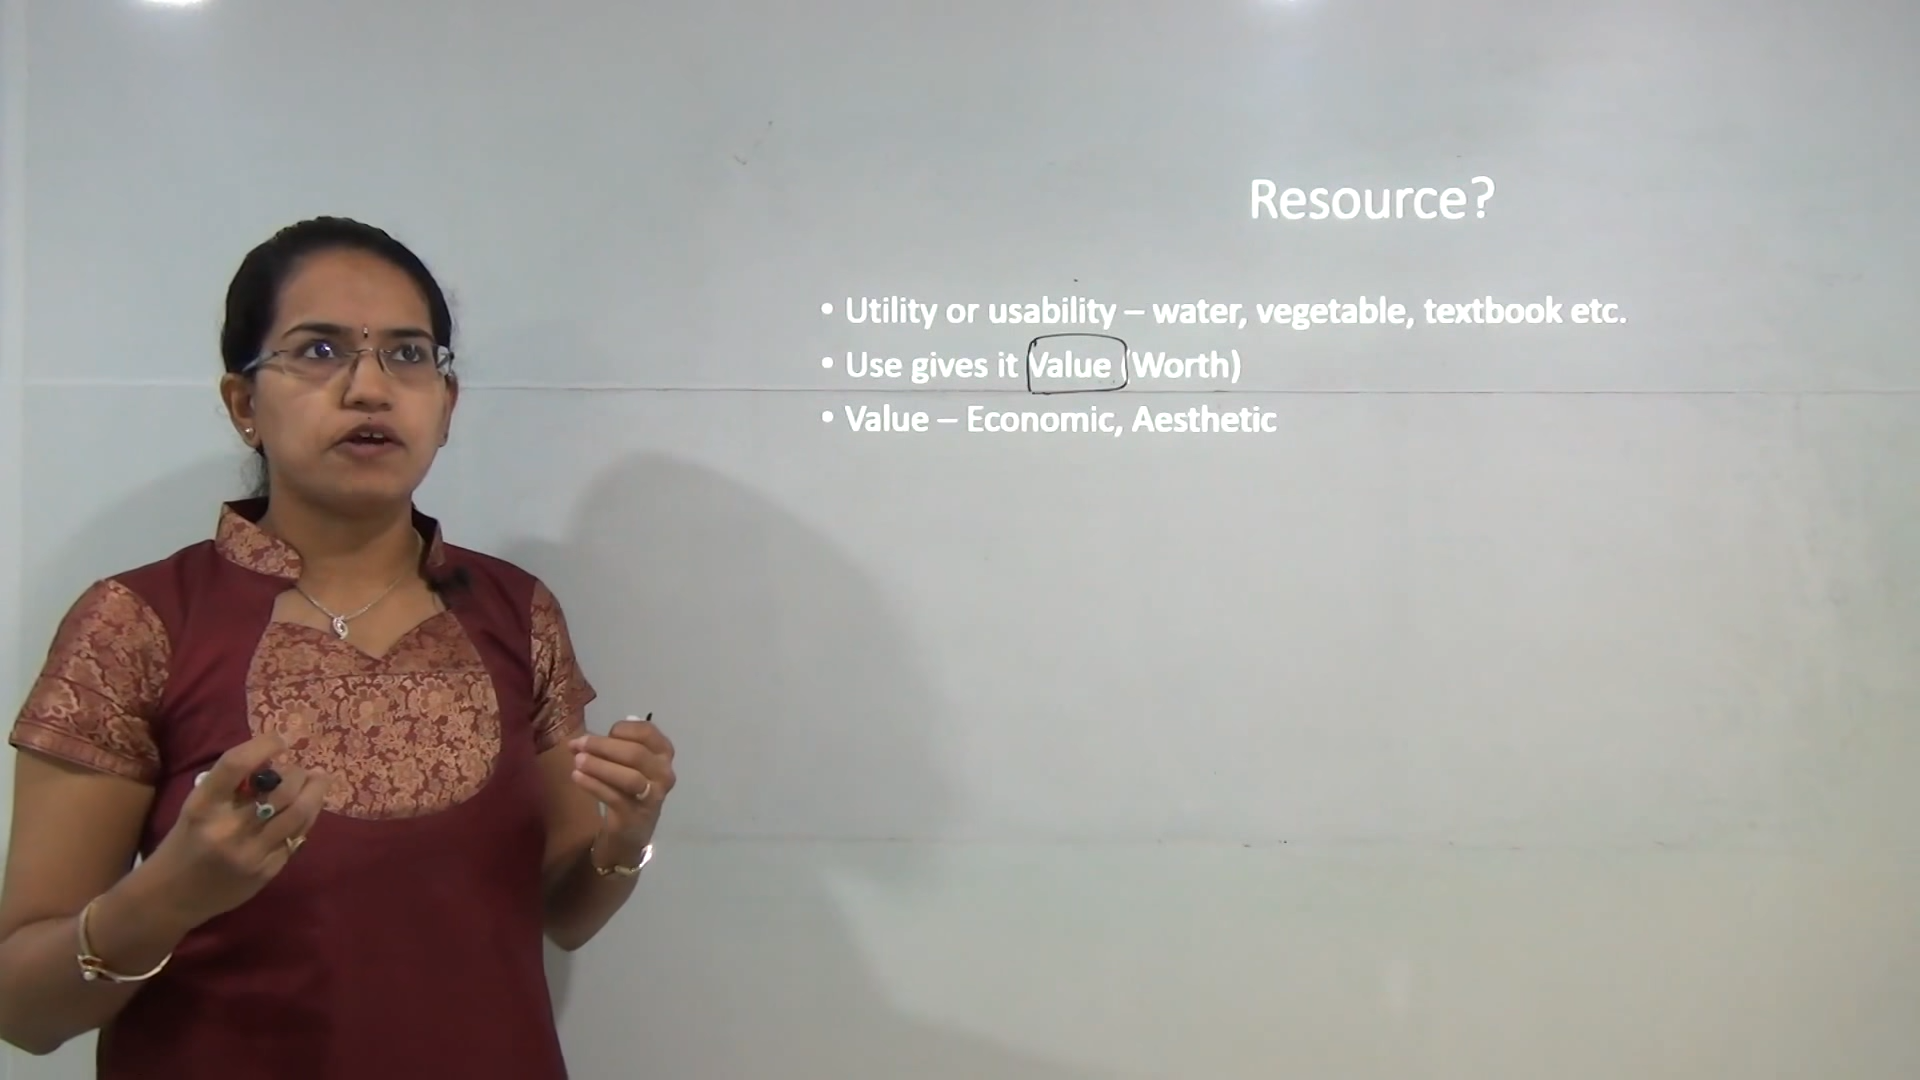 Resource?
• Utility or usability – water, vegetable, textbook etc.
• Use gives it Value (Worth)
• Value – Economic, Aesthetic